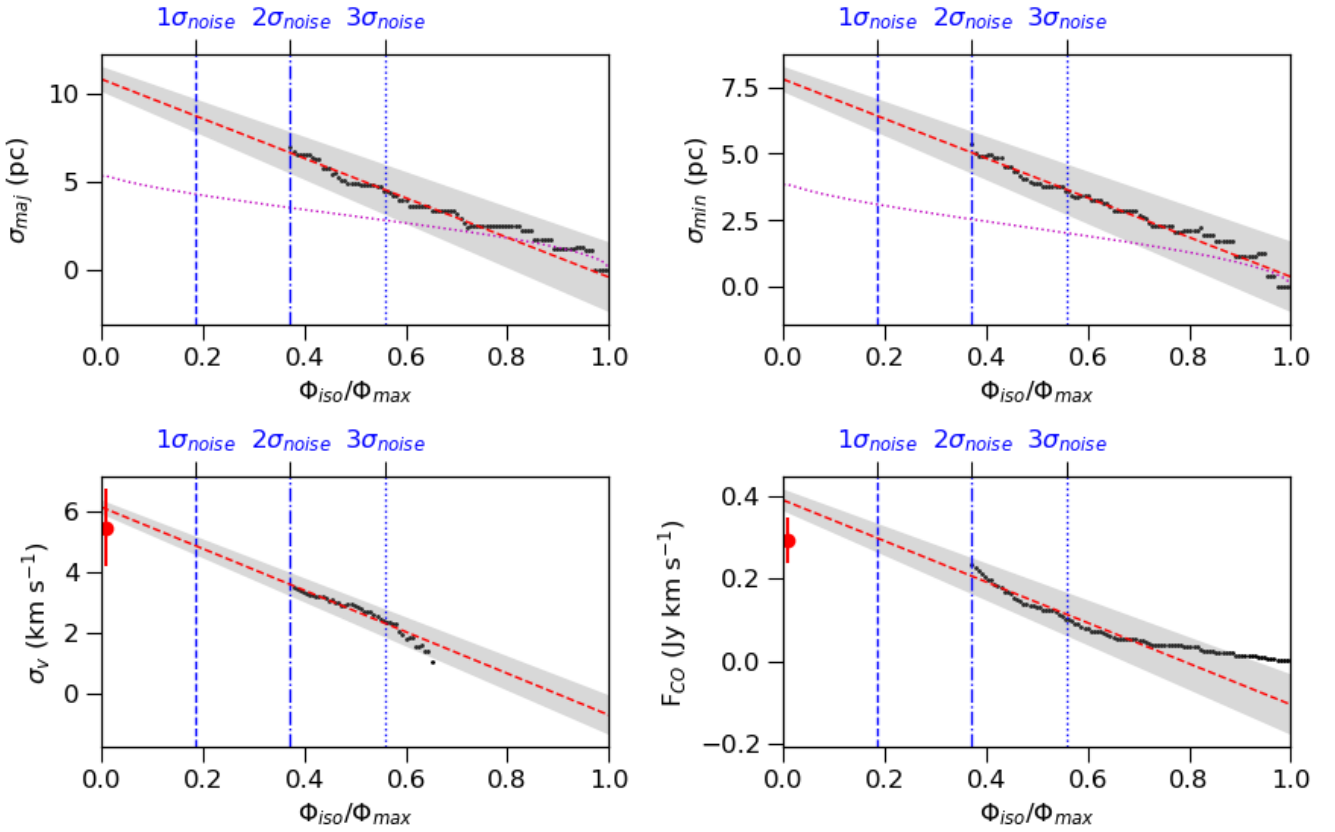 1σnoise 2σnoise 3σnoise
10
5
0
σmaj (pc)
0.0 0.2 0.4 0.6 0.8 1.0
Φiso/Φmax
1σnoise 2σnoise 3σnoise
7.5
5.0
2.5
0.0
σmin (pc)
0.0 0.2 0.4 0.6 0.8 1.0
Φiso/Φmax
1σnoise 2σnoise 3σnoise
6
4
2
0
σv (km s−1)
0.0 0.2 0.4 0.6 0.8 1.0
Φiso/Φmax
1σnoise 2σnoise 3σnoise
0.4
0.2
0.0
−0.2
FCO (Jy km s−1)
0.0 0.2 0.4 0.6 0.8 1.0
Φiso/Φmax